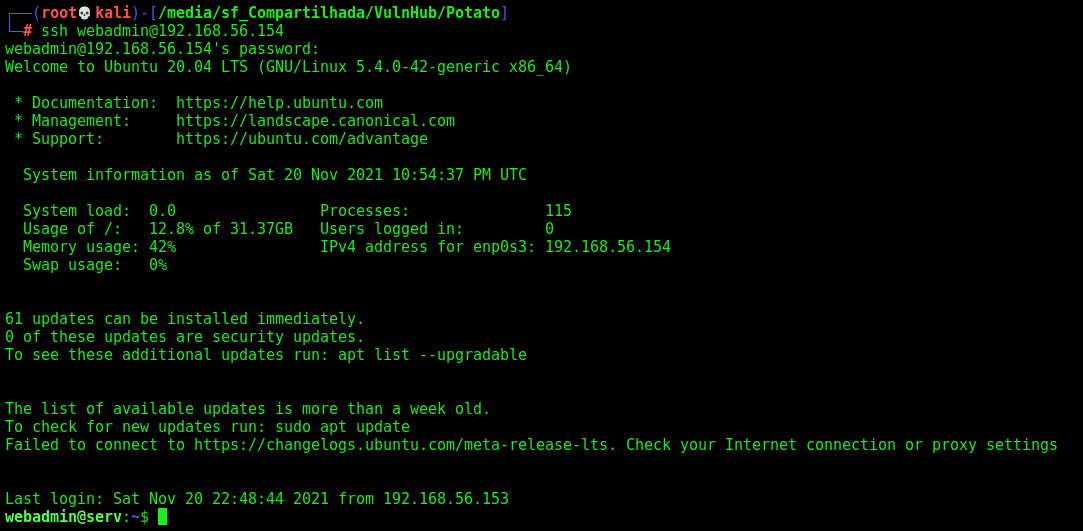 ┌──(root💀kali)-[/media/sf_Compartilhada/VulnHub/Potato]
└─# ssh webadmin@192.168.56.154
webadmin@192.168.56.154's password:
Welcome to Ubuntu 20.04 LTS (GNU/Linux 5.4.0-42-generic x86_64)

 * Documentation:  https://help.ubuntu.com
 * Management:     https://landscape.canonical.com
 * Support:        https://ubuntu.com/advantage

  System information as of Sat 20 Nov 2021 10:54:37 PM UTC

  System load:  0.0                Processes:               115
  Usage of /:   12.8% of 31.37GB   Users logged in:         0
  Memory usage: 42%                IPv4 address for enp0s3: 192.168.56.154
  Swap usage:   0%


61 updates can be installed immediately.
0 of these updates are security updates.
To see these additional updates run: apt list --upgradable


The list of available updates is more than a week old.
To check for new updates run: sudo apt update
Failed to connect to https://changelogs.ubuntu.com/meta-release-lts. Check your Internet connection or proxy settings


Last login: Sat Nov 20 22:48:44 2021 from 192.168.56.153
webadmin@serv:~$